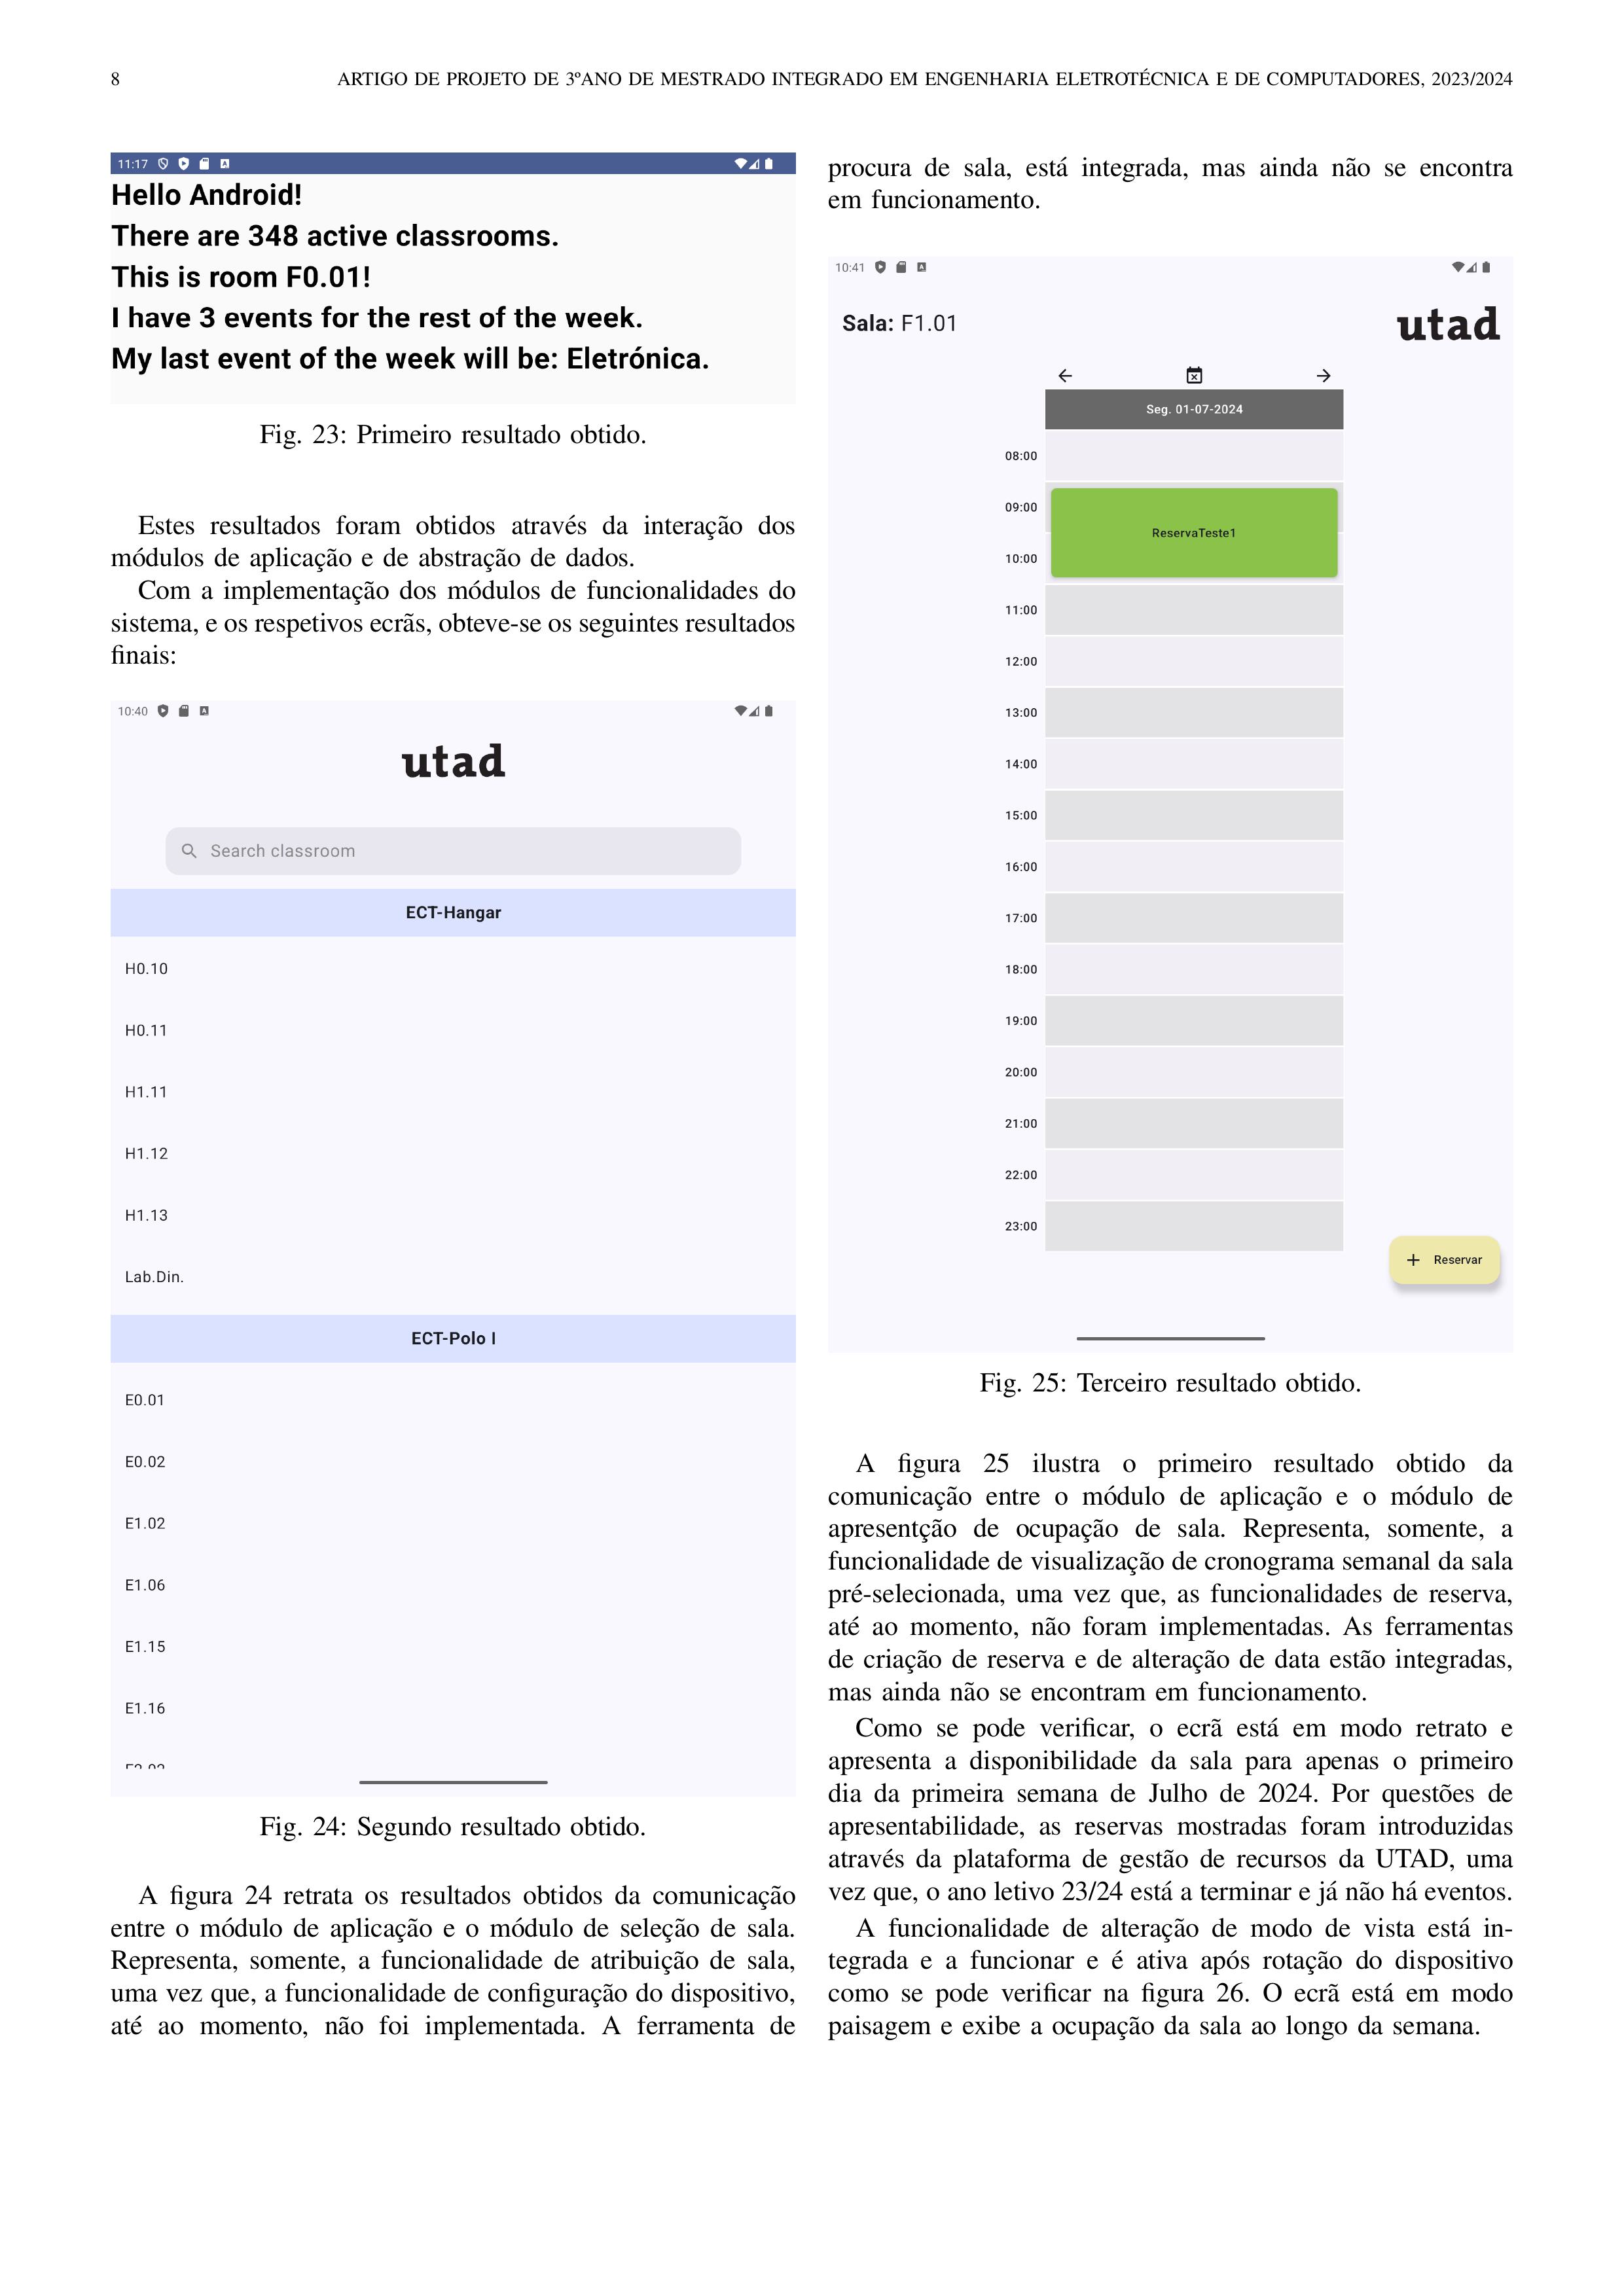 8
ARTIGO DE PROJETO DE 3ºANO DE MESTRADO INTEGRADO EM ENGENHARIA ELETROTÉCNICA E DE COMPUTADORES, 2023/2024
11:17
Hello Android!
There are 348 active classrooms.
This is room F0.01!
I have 3 events for the rest of the week.
My last event of the week will be: Eletrónica.
Fig. 23: Primeiro resultado obtido.
Estes resultados foram obtidos através da interação dos
módulos de aplicação e de abstração de dados.
Com a implementação dos módulos de funcionalidades do
sistema, e os respetivos ecrãs, obteve-se os seguintes resultados
finais:
10:40
utad
Search classroom
ECT-Hangar
H0.10
H0.11
H1.11
H1.12
H1.13
Lab.Din.
ECT-Polo I
E0.01
E0.02
E1.02
E1.06
E1.15
E1.16
Fig. 24: Segundo resultado obtido.
A figura 24 retrata os resultados obtidos da comunicação
entre o módulo de aplicação e o módulo de seleção de sala.
Representa, somente, a funcionalidade de atribuição de sala,
uma vez que, a funcionalidade de configuração do dispositivo,
até ao momento, não foi implementada. A ferramenta de
procura de sala, está integrada, mas ainda não se encontra
em funcionamento.
10:41
Sala: F1.01
utad
Seg. 01-07-2024
08:00
09:00
ReservaTeste1
10:00
11:00
12:00
13:00
14:00
15:00
16:00
17:00
18:00
19:00
20:00
21:00
22:00
23:00
+ Reservar
Fig. 25: Terceiro resultado obtido.
A figura 25 ilustra o primeiro resultado obtido da
comunicação entre o módulo de aplicação e o módulo de
apresentção de ocupação de sala. Representa, somente, a
funcionalidade de visualização de cronograma semanal da sala
pré-selecionada, uma vez que, as funcionalidades de reserva,
até ao momento, não foram implementadas. As ferramentas
de criação de reserva e de alteração de data estão integradas,
mas ainda não se encontram em funcionamento.
Como se pode verificar, o ecrã está em modo retrato e
apresenta a disponibilidade da sala para apenas o primeiro
dia da primeira semana de Julho de 2024. Por questões de
apresentabilidade, as reservas mostradas foram introduzidas
através da plataforma de gestão de recursos da UTAD, uma
vez que, o ano letivo 23/24 está a terminar e já não há eventos.
A funcionalidade de alteração de modo de vista está in-
tegrada e a funcionar e é ativa após rotação do dispositivo
como se pode verificar na figura 26. O ecrã está em modo
paisagem e exibe a ocupação da sala ao longo da semana.